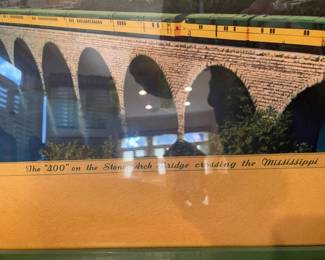 The "400" on the Stone Arch Bridge crossing the Mississippi